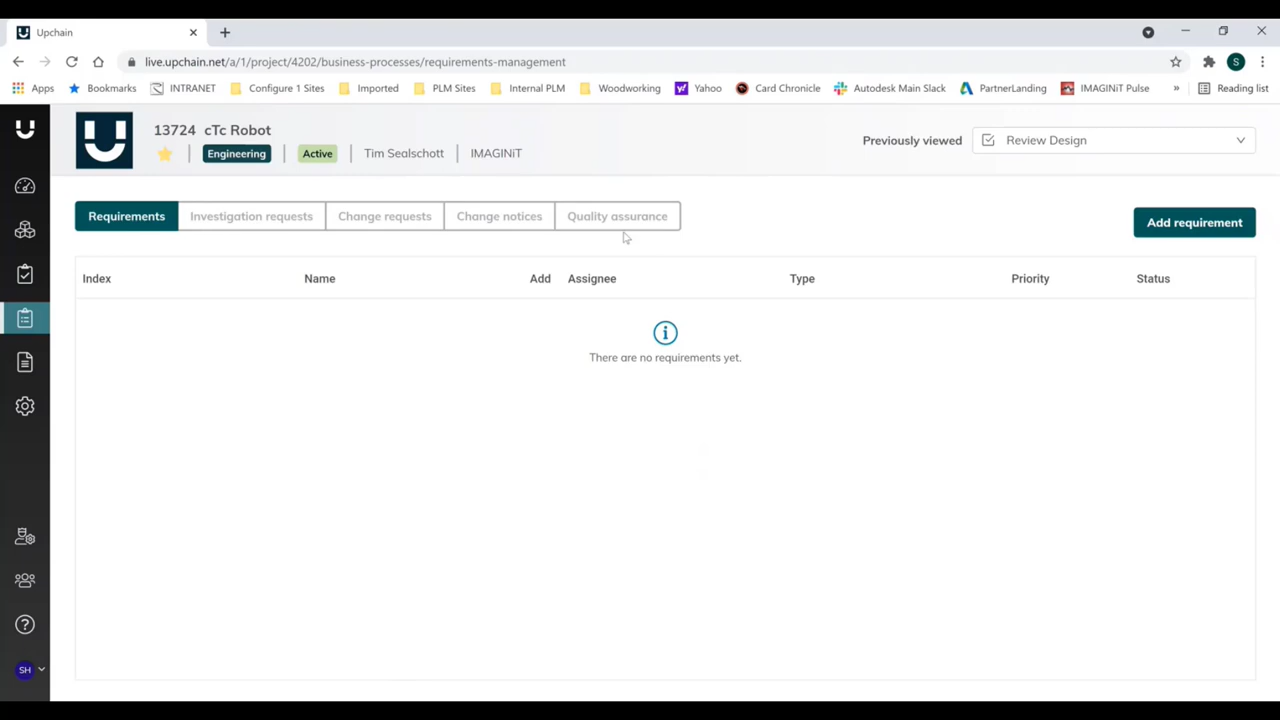 Upchain
live.upchain.net/a/1/project/4202/business-processes/requirements-management
S
Apps Bookmarks INTRANET Configure 1 Sites Imported PLM Sites Internal PLM Woodworking Yahoo Card Chronicle Autodesk Main Slack PartnerLanding IMAGINiT Pulse » Reading list
13724 cTc Robot
Engineering Active Tim Sealschott IMAGINiT
Previously viewed Review Design
Requirements Investigation requests Change requests Change notices Quality assurance
Add requirement
Index Name Add Assignee Type Priority Status
There are no requirements yet.
SH